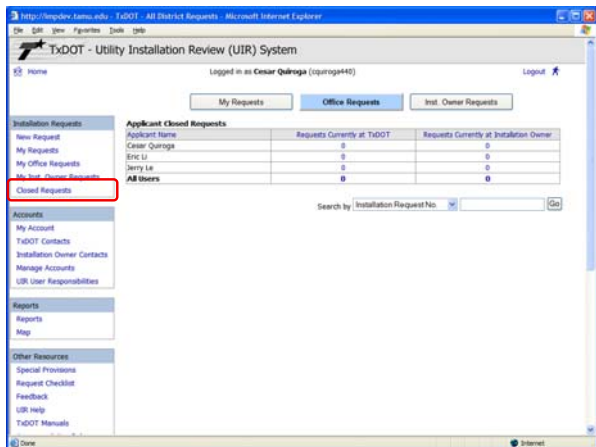 http://impdev.tamu.edu - TxDOT - All District Requests - Microsoft Internet Explorer
File Edit View Favorites Tools Help
TxDOT - Utility Installation Review (UIR) System
Home Logged in as Cesar Quiroga (cquiroga440) Logout
My Requests Office Requests Inst. Owner Requests
Installation Requests
New Request
My Requests
My Office Requests
My Inst. Owner Requests
Closed Requests
Accounts
My Account
TxDOT Contacts
Installation Owner Contacts
Manage Accounts
UIR User Responsibilities
Reports
Reports
Map
Other Resources
Special Provisions
Request Checklist
Feedback
UIR Help
TxDOT Manuals
Applicant Closed Requests
Applicant Name Requests Currently at TxDOT Requests Currently at Installation Owner
Cesar Quiroga 0 0
Eric Li 0 0
Jerry Le 0 0
All Users 0 0
Search by Installation Request No. Go
Done Internet